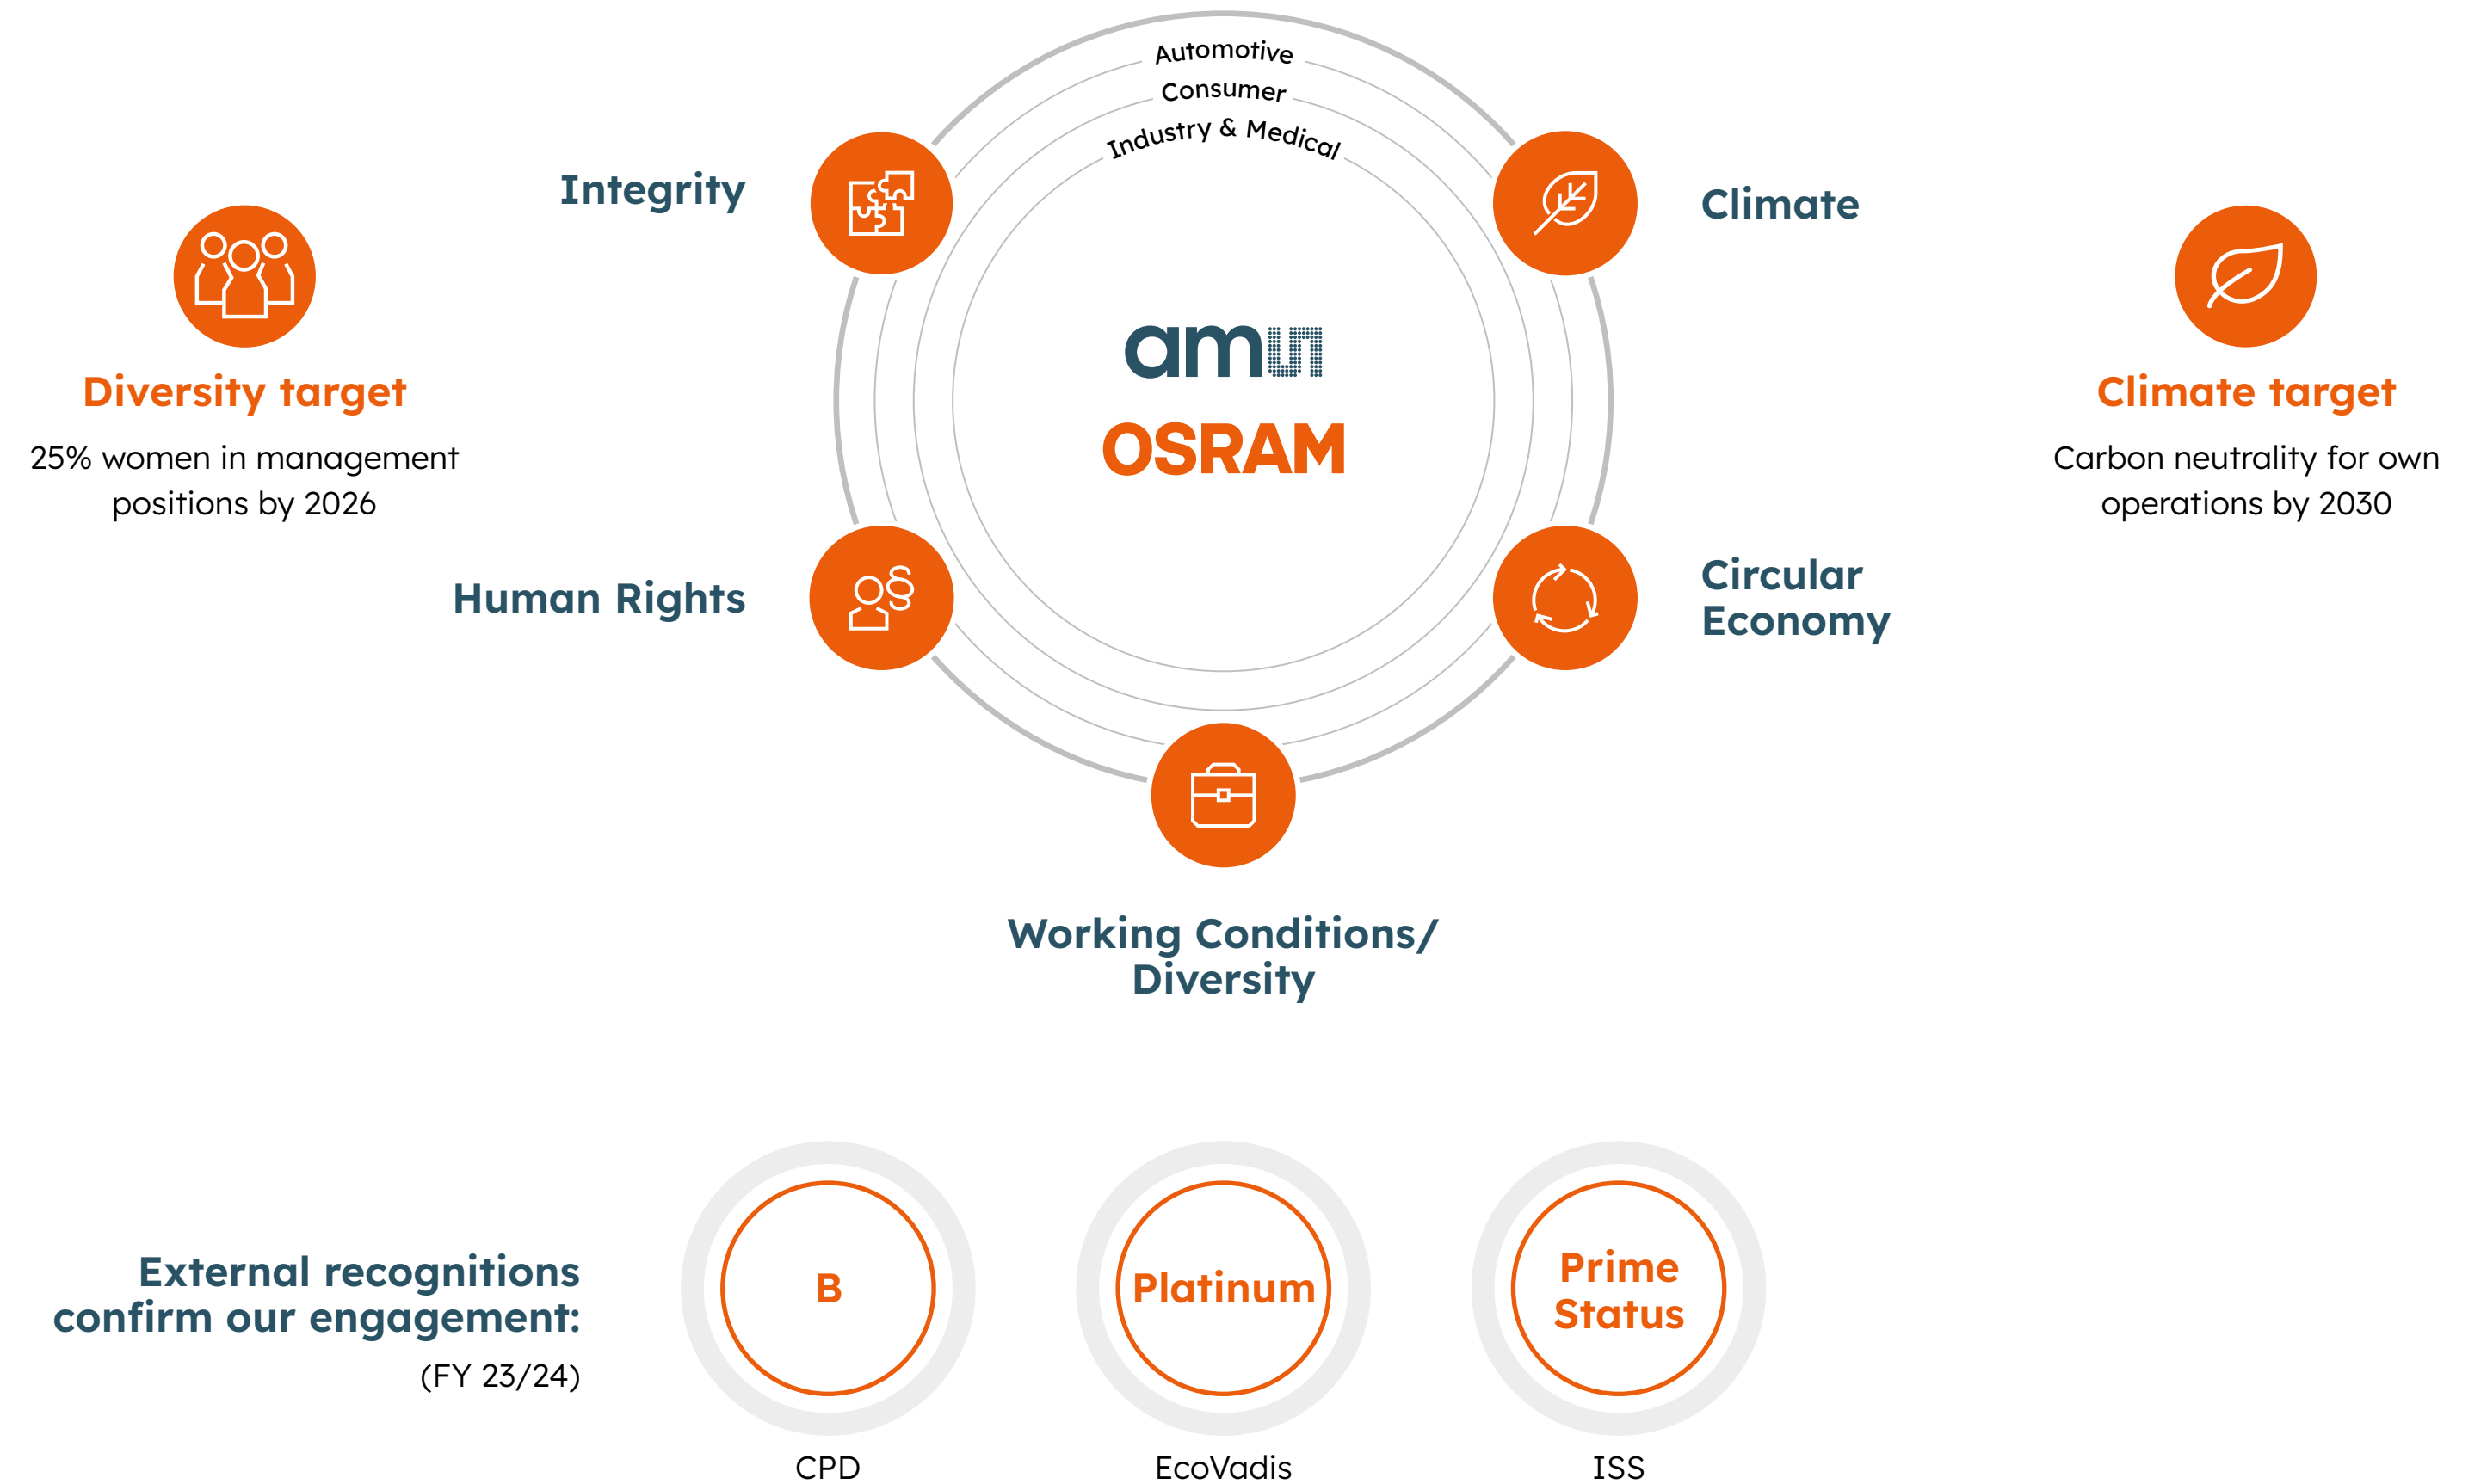 Automotive
Consumer
Industry & Medical
Integrity
Climate
Diversity target
25% women in management
positions by 2026
am
OSRAM
Climate target
Carbon neutrality for own
operations by 2030
Human Rights
Circular
Economy
Working Conditions/
Diversity
External recognitions
confirm our engagement:
(FY 23/24)
B
Platinum
Prime
Status
CPD
EcoVadis
ISS